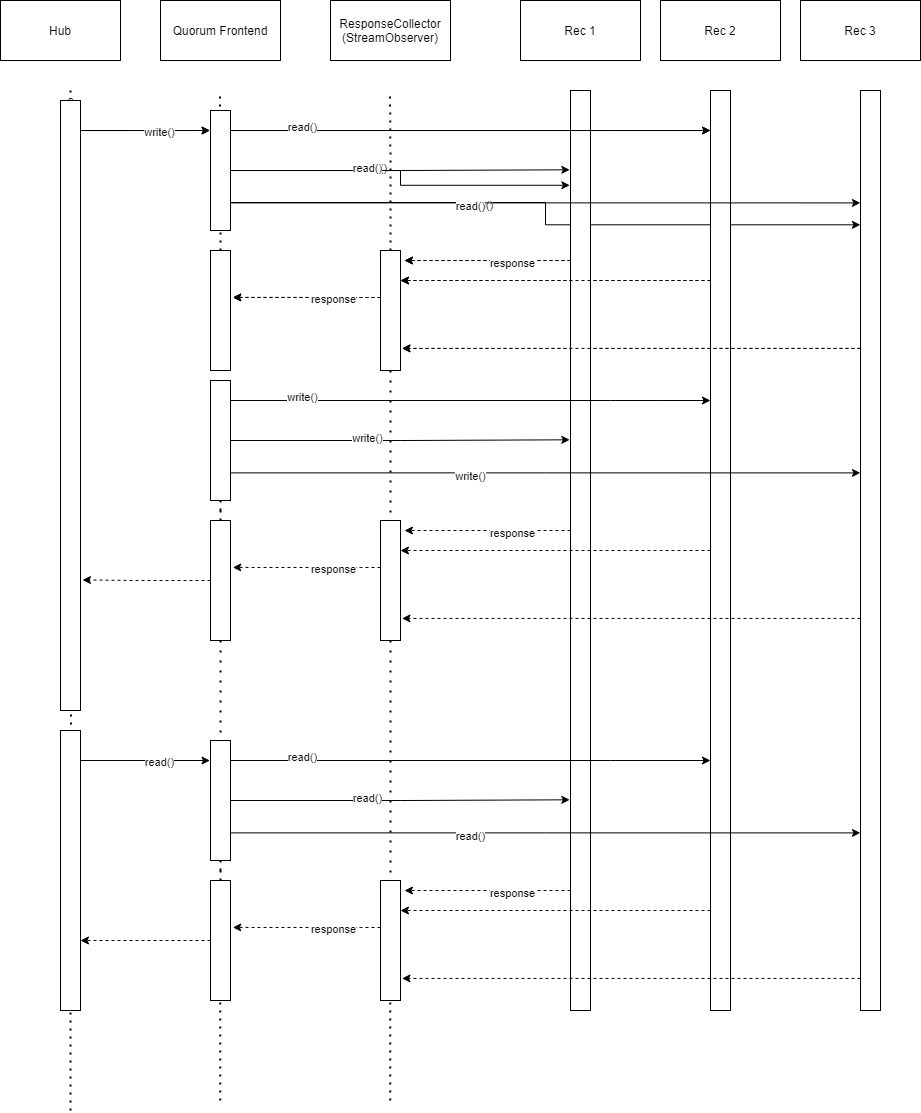 Hub
Quorum Frontend
ResponseCollector
(StreamObserver)
Rec 1
Rec 2
Rec 3
write()
read()
read()
read()
response
response
write()
write()
write()
response
response
read()
read()
read()
read()
response
response